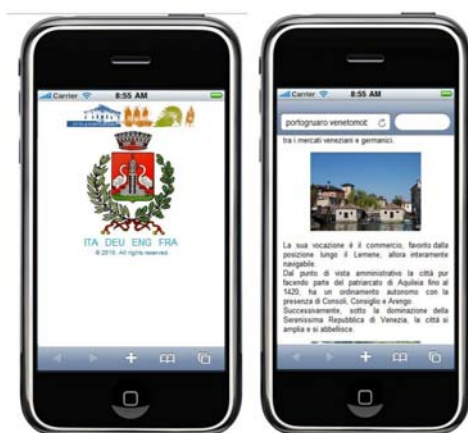 Carrier 8:55 AM
ITA DEU ENG FRA
© 2010. All rights reserved.
Carrier 8:55 AM
portogruaro venetomot
tra i mercati veneziani e germanici.
La sua vocazione è il commercio, favorito dalla
posizione lungo il Lemene, allora interamente
navigabile.
Dal punto di vista amministrativo la città pur
facendo parte del patriarcato di Aquileia fino al
1420, ha un ordinamento autonomo con la
presenza di Consoli, Consiglio e Arengo.
Successivamente, sotto la dominazione della
Serenissima Repubblica di Venezia, la città si
amplia e si abbellisce.